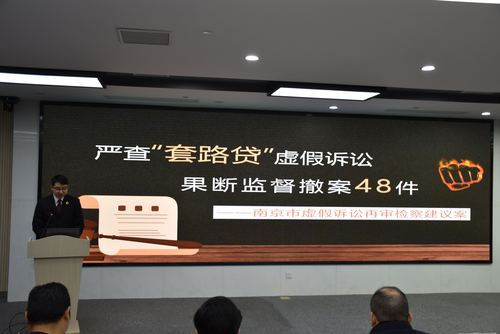 严查“套路贷”虚假诉讼
果断监督撤案48件
——南京市虚假诉讼再审检察建议案